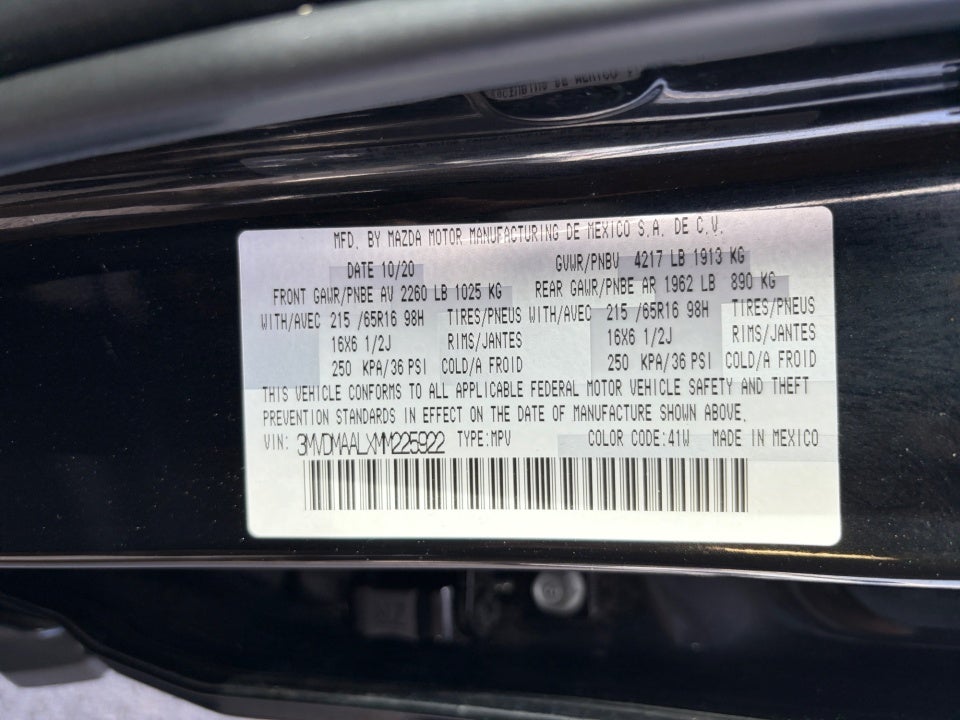 MFD. BY MAZDA MOTOR MANUFACTURING DE MEXICO S.A. DE C.V.
DATE 10/20 GVWR/PNBV 4217 LB 1913 KG
FRONT GAWR/PNBE AV 2260 LB 1025 KG REAR GAWR/PNBE AR 1962 LB 890 KG
WITH/AVEC 215 /65R16 98H TIRES/PNEUS WITH/AVEC 215 /65R16 98H TIRES/PNEUS
16X6 1/2J RIMS/JANTES 16X6 1/2J RIMS/JANTES
250 KPA/36 PSI COLD/A FROID 250 KPA/36 PSI COLD/A FROID
THIS VEHICLE CONFORMS TO ALL APPLICABLE FEDERAL MOTOR VEHICLE SAFETY AND THEFT
PREVENTION STANDARDS IN EFFECT ON THE DATE OF MANUFACTURE SHOWN ABOVE.
VIN: 3MVDMAALXMM225922 TYPE:MPV COLOR CODE:41W MADE IN MEXICO